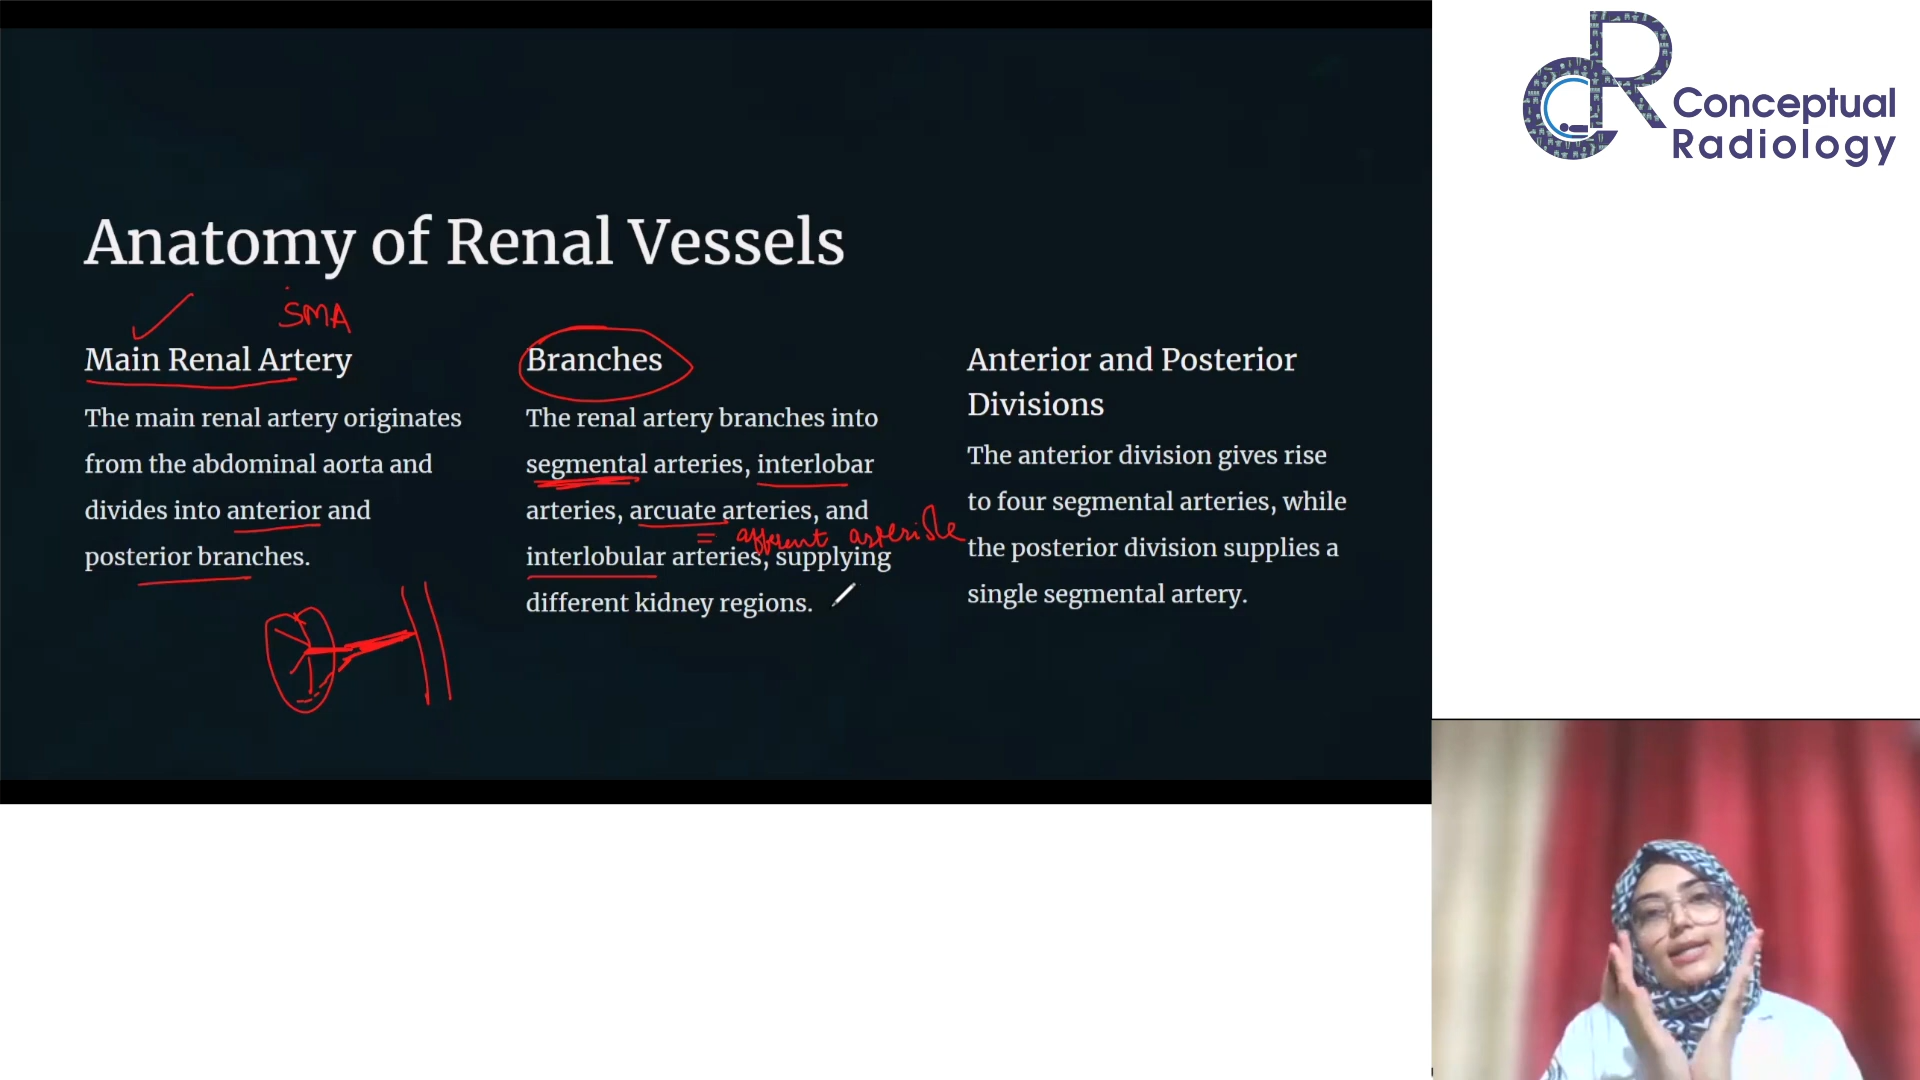 Conceptual
Radiology
Anatomy of Renal Vessels
SMA
Main Renal Artery
The main renal artery originates
from the abdominal aorta and
divides into anterior and
posterior branches.
Branches
The renal artery branches into
segmental arteries, interlobar
arteries, arcuate arteries, and
= afferent arteriole
interlobular arteries, supplying
different kidney regions.
Anterior and Posterior
Divisions
The anterior division gives rise
to four segmental arteries, while
the posterior division supplies a
single segmental artery.